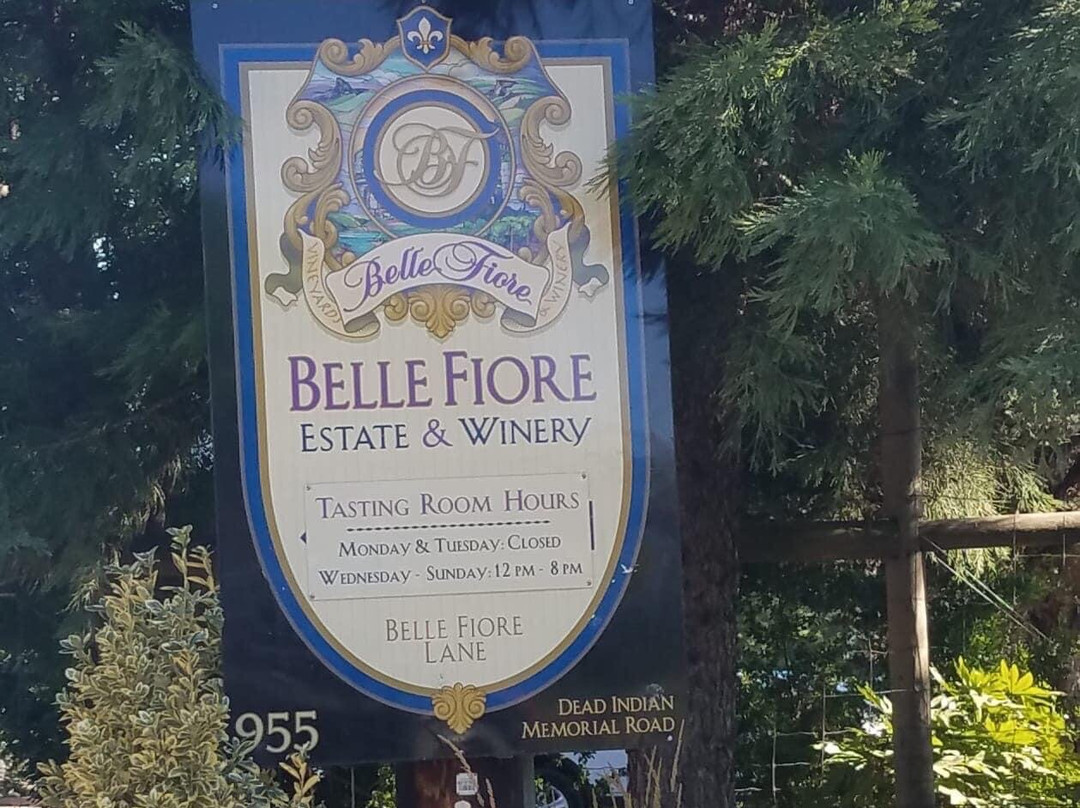 BF
VINEYARD
Belle Fiore
& WINERY
BELLE FIORE
ESTATE & WINERY
TASTING ROOM HOURS
MONDAY & TUESDAY: CLOSED
WEDNESDAY - SUNDAY: 12 PM - 8 PM
BELLE FIORE
LANE
955
DEAD INDIAN
MEMORIAL ROAD